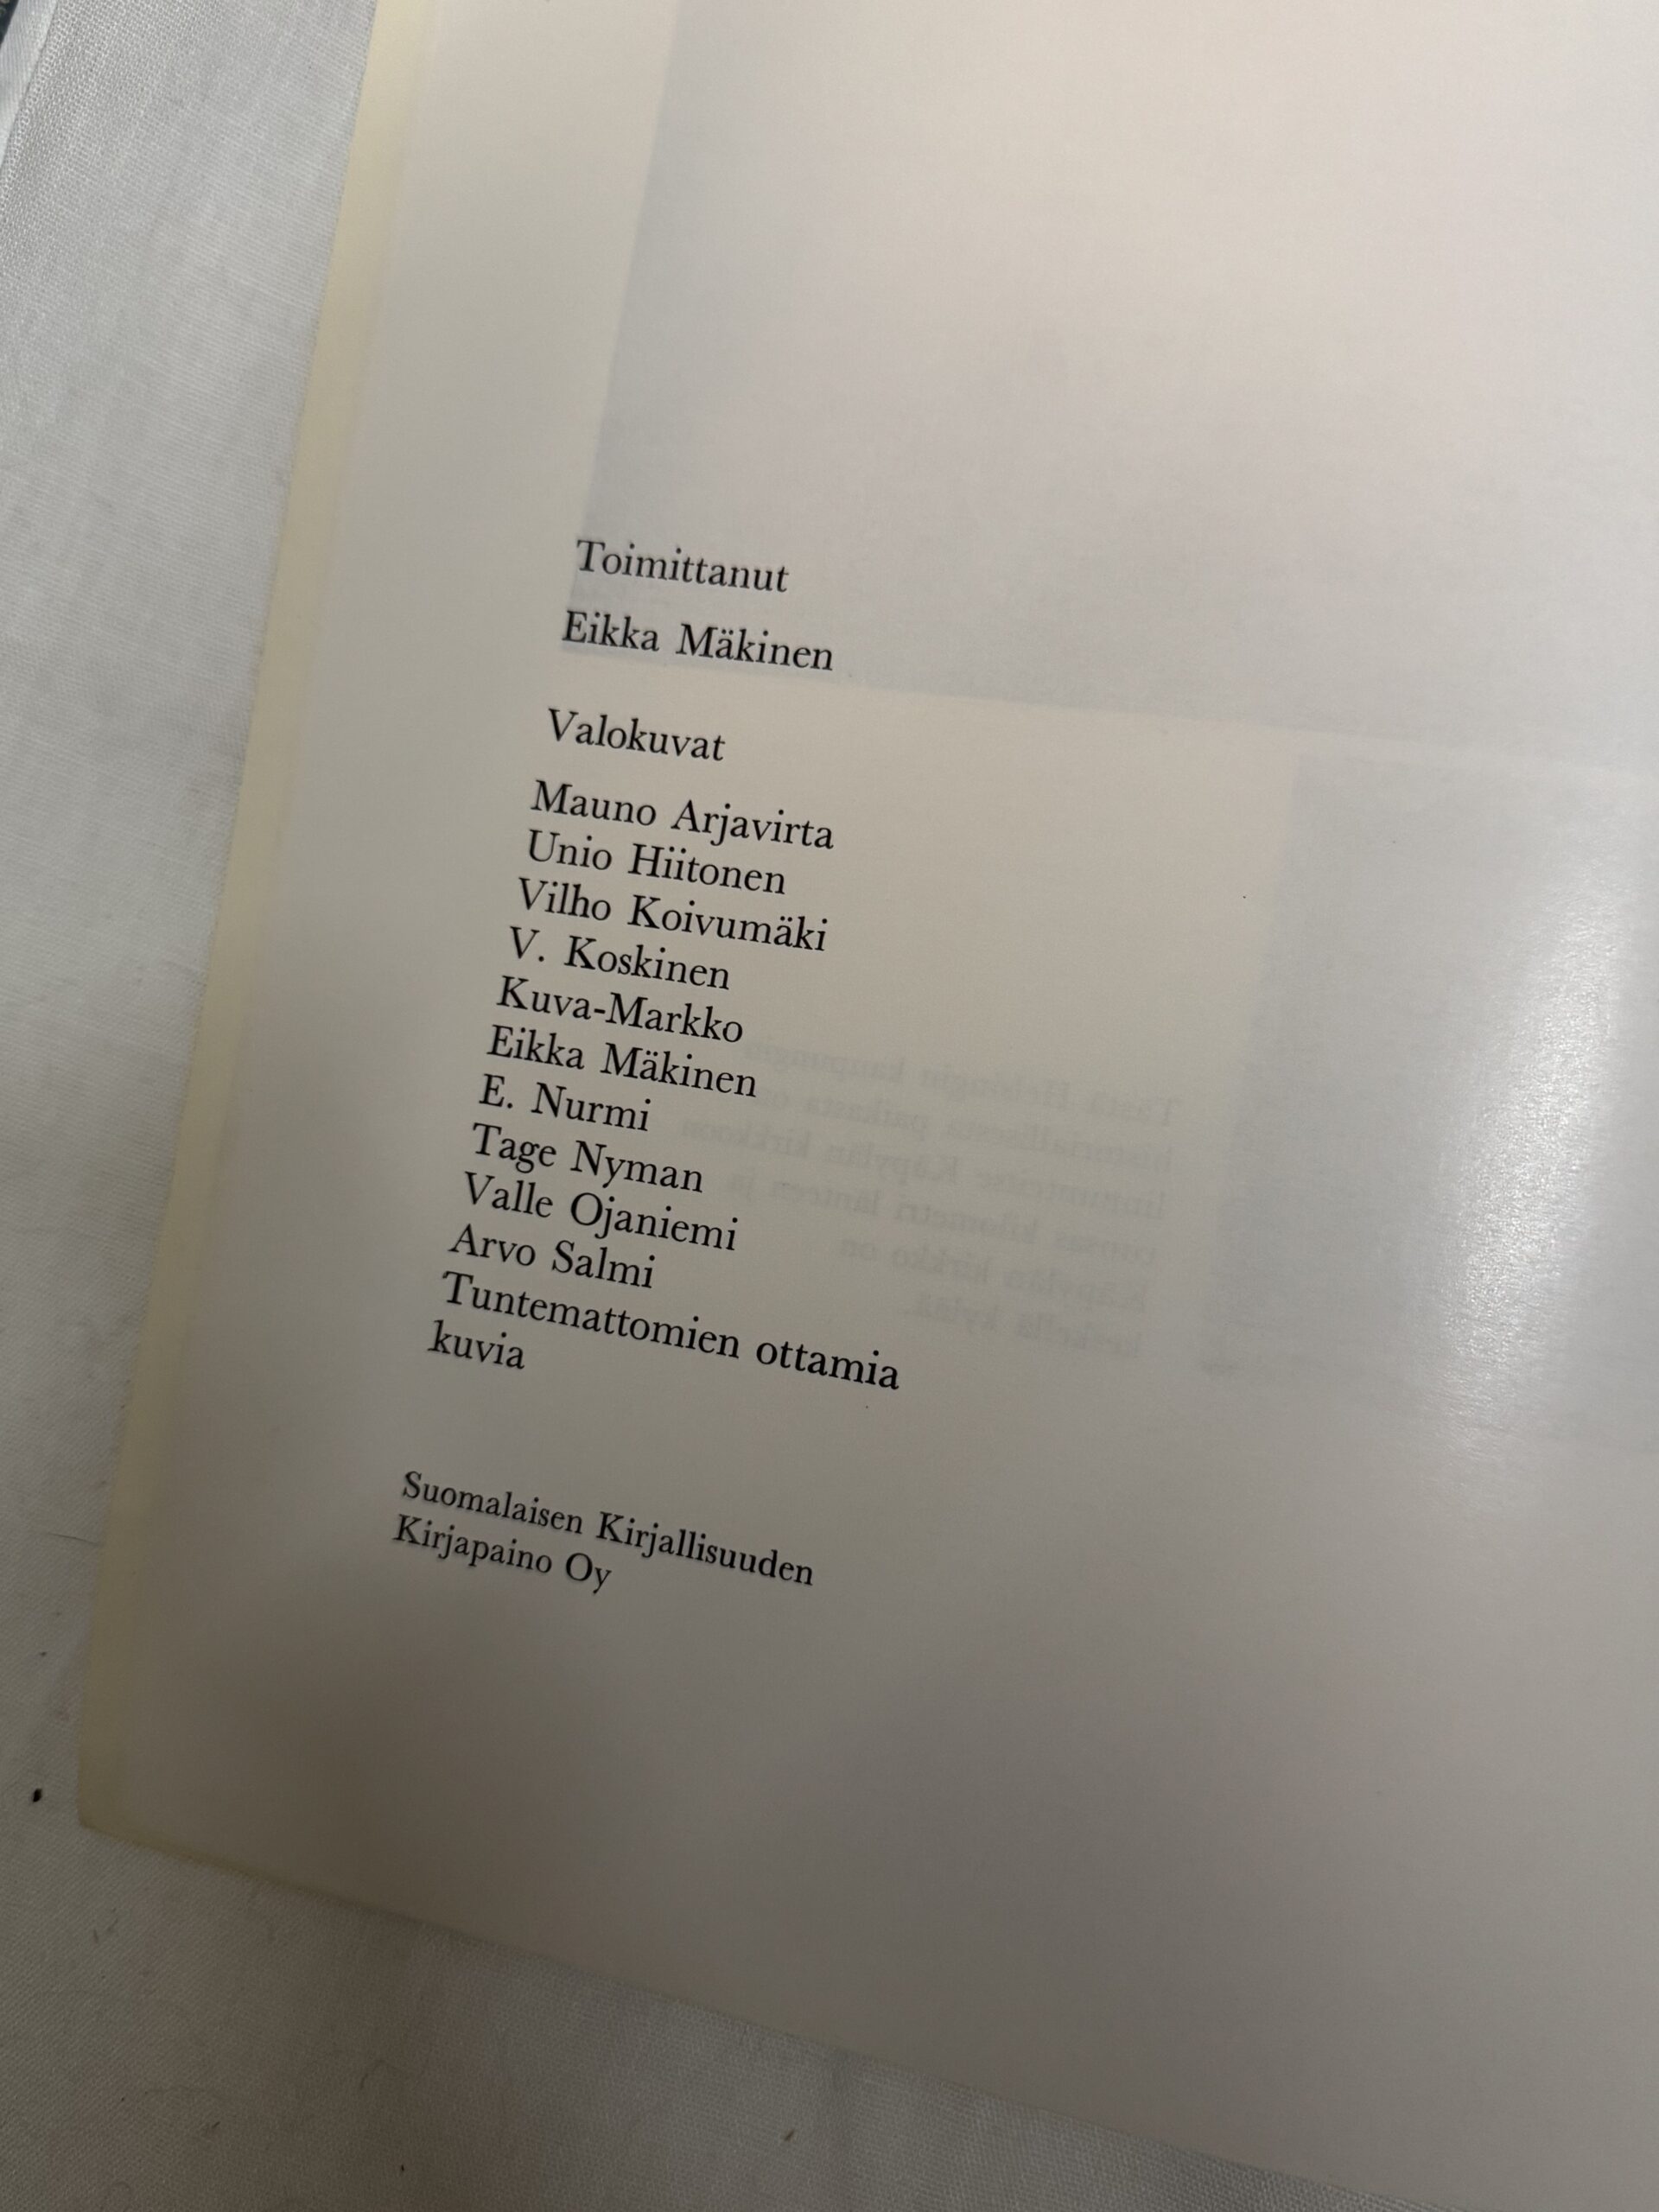 Toimittanut
Eikka Mäkinen
Valokuvat
Mauno Arjavirta
Unio Hiitonen
Vilho Koivumäki
V. Koskinen
Kuva-Markko
Eikka Mäkinen
E. Nurmi
Tage Nyman
Valle Ojaniemi
Arvo Salmi
Tuntemattomien ottamia
kuvia
Suomalaisen Kirjallisuuden
Kirjapaino Oy